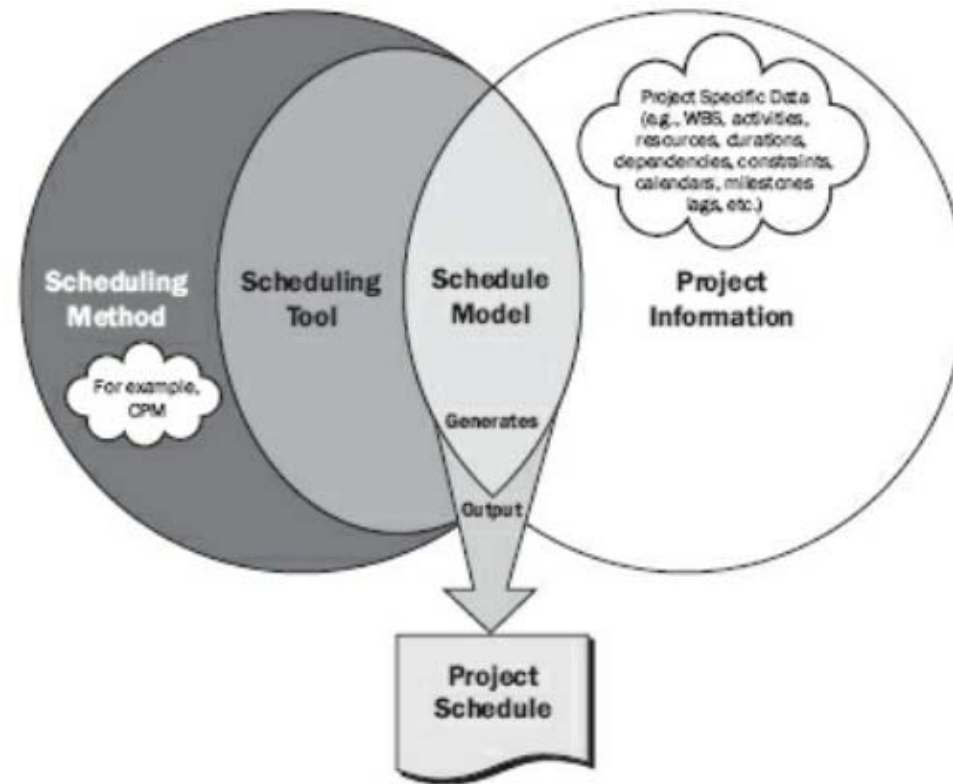 Project Specific Data
(e.g., WBS, activities,
resources, durations,
dependencies, constraints,
calendars, milestones
lags, etc.)
Scheduling
Method
Scheduling
Tool
Schedule
Model
Project
Information
For example,
CPM
Generates
Output
Project
Schedule